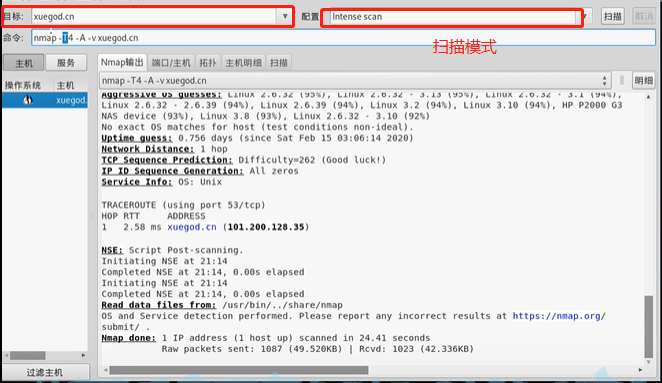 目标: xuegod.cn 配置 Intense scan 扫描 取消
命令: nmap -T4 -A -v xuegod.cn 扫描模式
主机 服务 Nmap输出 端口/主机 拓扑 主机明细 扫描
操作系统 主机 nmap -T4 -A -v xuegod.cn 明细
xuegod. Aggressive OS guesses: Linux 2.6.32 (95%), Linux 2.6.32 - 3.13 (95%), Linux 2.6.32 - 3.1 (94%),
Linux 2.6.32 - 2.6.39 (94%), Linux 2.6.39 (94%), Linux 3.2 (94%), Linux 3.10 (94%), HP P2000 G3
NAS device (93%), Linux 3.8 (93%), Linux 2.6.32 - 3.10 (92%)
No exact OS matches for host (test conditions non-ideal).
Uptime guess: 0.756 days (since Sat Feb 15 03:06:14 2020)
Network Distance: 1 hop
TCP Sequence Prediction: Difficulty=262 (Good luck!)
IP ID Sequence Generation: All zeros
Service Info: OS: Unix
TRACEROUTE (using port 53/tcp)
HOP RTT ADDRESS
1 2.58 ms xuegod.cn (101.200.128.35)
NSE: Script Post-scanning.
Initiating NSE at 21:14
Completed NSE at 21:14, 0.00s elapsed
Initiating NSE at 21:14
Completed NSE at 21:14, 0.00s elapsed
Read data files from: /usr/bin/../share/nmap
OS and Service detection performed. Please report any incorrect results at https://nmap.org/
submit/ .
Nmap done: 1 IP address (1 host up) scanned in 24.41 seconds
Raw packets sent: 1087 (49.520KB) | Rcvd: 1023 (42.336KB)
过滤主机